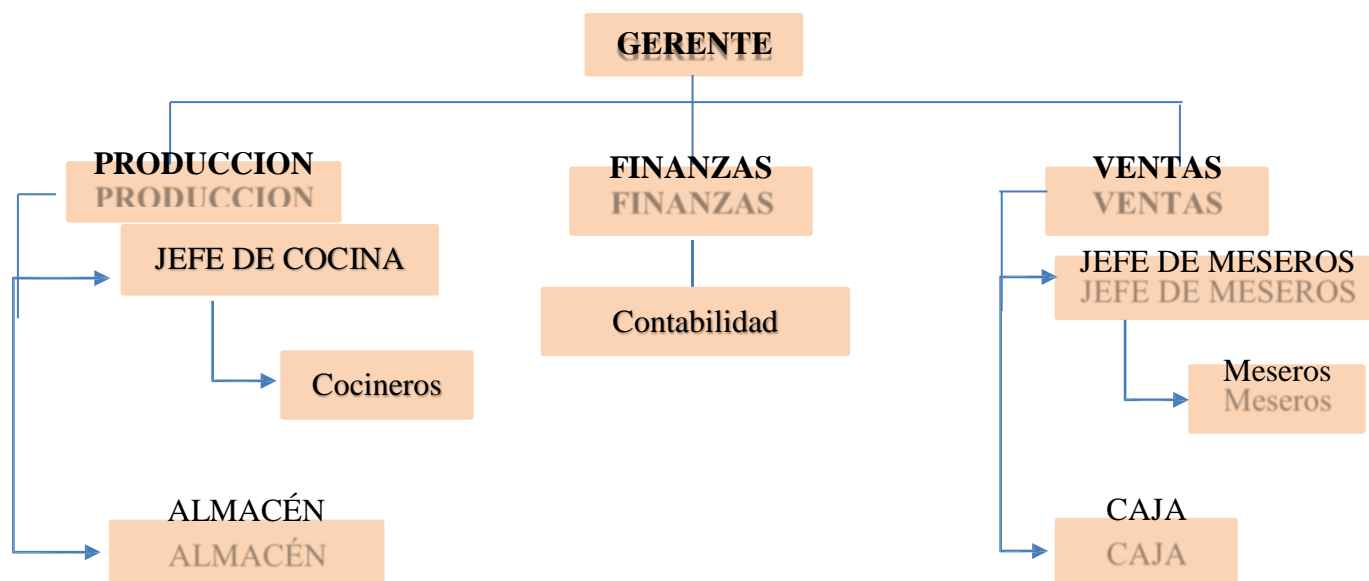 GERENTE
PRODUCCION
FINANZAS
VENTAS
JEFE DE COCINA
JEFE DE MESEROS
Contabilidad
Cocineros
Meseros
ALMACÉN
CAJA